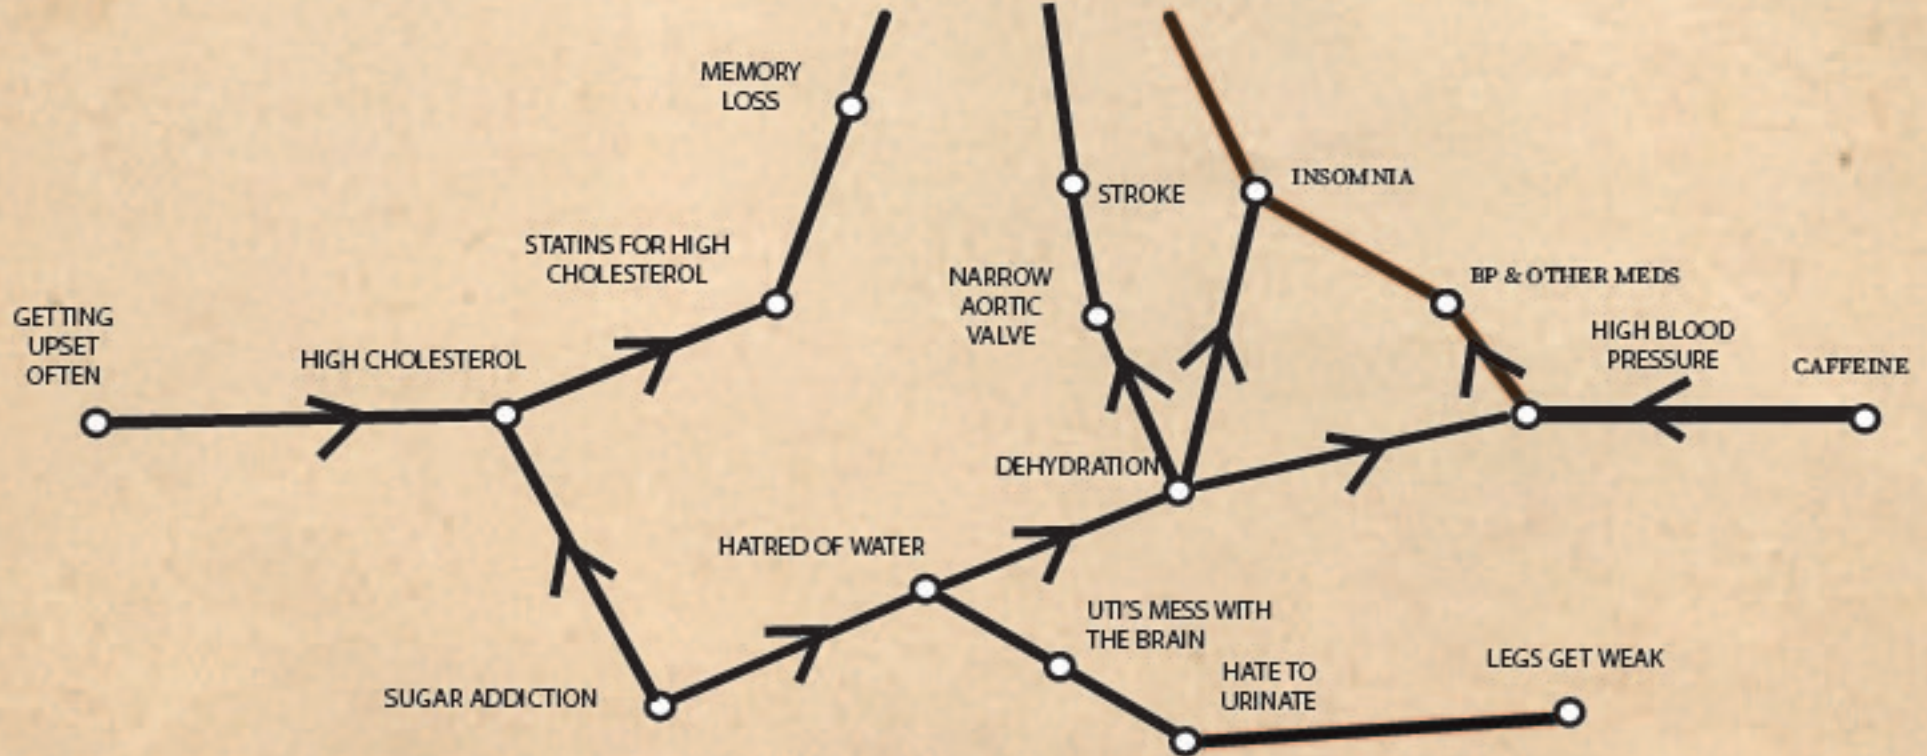 MEMORY
LOSS
STROKE
INSOMNIA
STATINS FOR HIGH
CHOLESTEROL
NARROW
AORTIC
VALVE
BP & OTHER MEDS
GETTING
UPSET
OFTEN
HIGH CHOLESTEROL
HIGH BLOOD
PRESSURE
CAFFEINE
DEHYDRATION
HATRED OF WATER
UTI'S MESS WITH
THE BRAIN
HATE TO
URINATE
LEGS GET WEAK
SUGAR ADDICTION